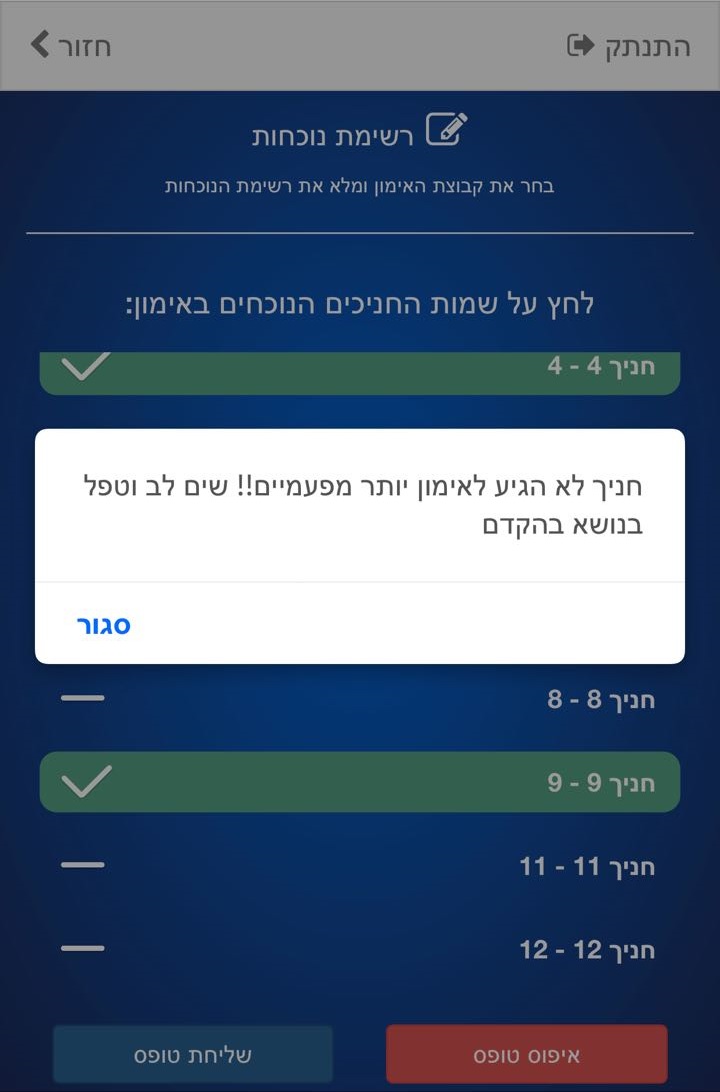 התנתק
חזור
רשימת נוכחות
בחר את קבוצת האימון ומלא את רשימת הנוכחות
לחץ על שמות החניכים הנוכחים באימון:
חניך 4 - 4
חניך לא הגיע לאימון יותר מפעמיים!! שים לב וטפל
בנושא בהקדם
סגור
חניך 8 - 8
חניך 9 - 9
חניך 11 - 11
חניך 12 - 12
איפוס טופס
שליחת טופס